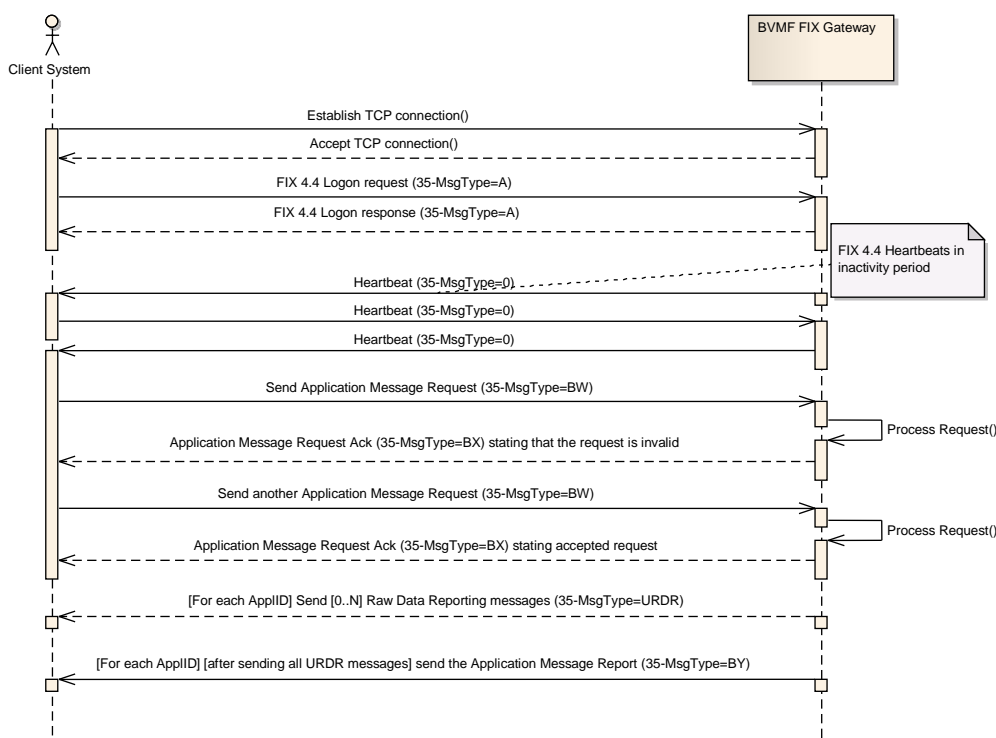 BVMF FIX Gateway
Client System
Establish TCP connection()
Accept TCP connection()
FIX 4.4 Logon request (35-MsgType=A)
FIX 4.4 Logon response (35-MsgType=A)
FIX 4.4 Heartbeats in
inactivity period
Heartbeat (35-MsgType=0)
Heartbeat (35-MsgType=0)
Heartbeat (35-MsgType=0)
Send Application Message Request (35-MsgType=BW)
Process Request()
Application Message Request Ack (35-MsgType=BX) stating that the request is invalid
Send another Application Message Request (35-MsgType=BW)
Process Request()
Application Message Request Ack (35-MsgType=BX) stating accepted request
[For each ApplID] Send [0..N] Raw Data Reporting messages (35-MsgType=URDR)
[For each ApplID] [after sending all URDR messages] send the Application Message Report (35-MsgType=BY)